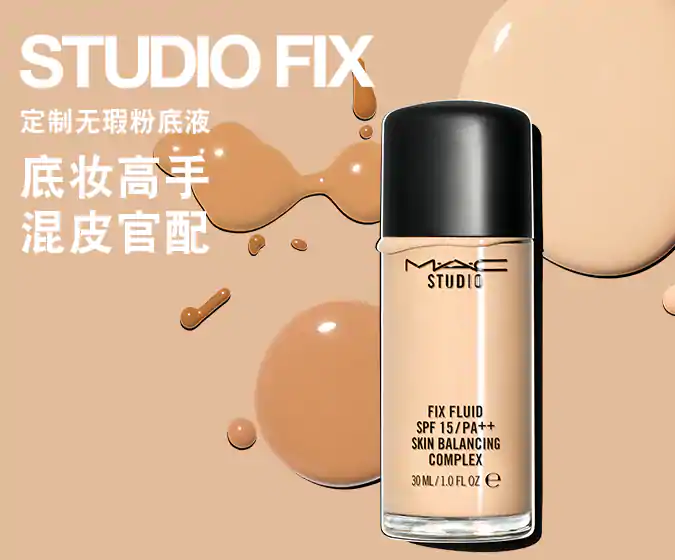 STUDIO FIX
定制无瑕粉底液
底妆高手
混皮官配
M·A·C
STUDIO
FIX FLUID
SPF 15/PA++
SKIN BALANCING
COMPLEX
30 ML/1.0 FL OZ ℮